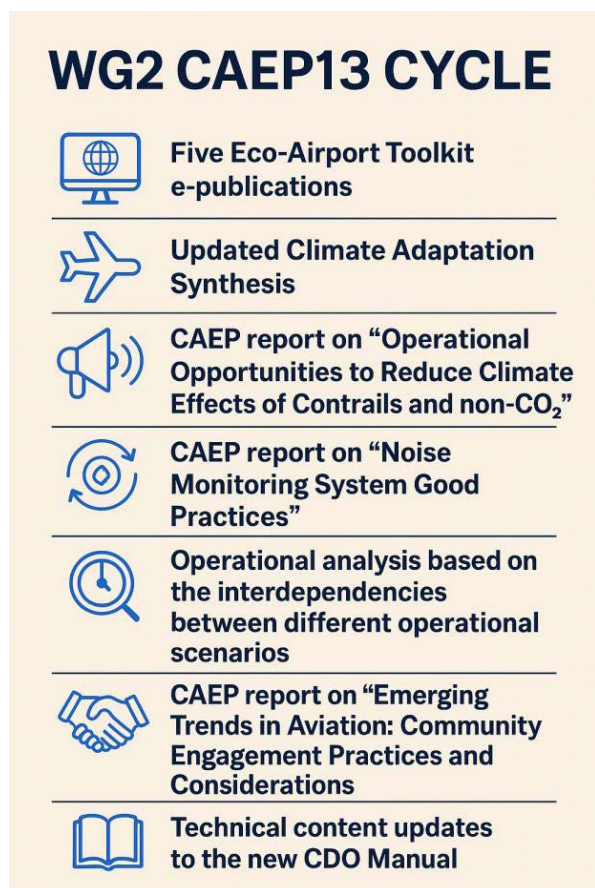 WG2 CAEP13 CYCLE
Five Eco-Airport Toolkit
e-publications
Updated Climate Adaptation
Synthesis
CAEP report on “Operational
Opportunities to Reduce Climate
Effects of Contrails and non-CO₂”
CAEP report on “Noise
Monitoring System Good
Practices”
Operational analysis based on
the interdependencies
between different operational
scenarios
CAEP report on “Emerging
Trends in Aviation: Community
Engagement Practices and
Considerations
Technical content updates
to the new CDO Manual